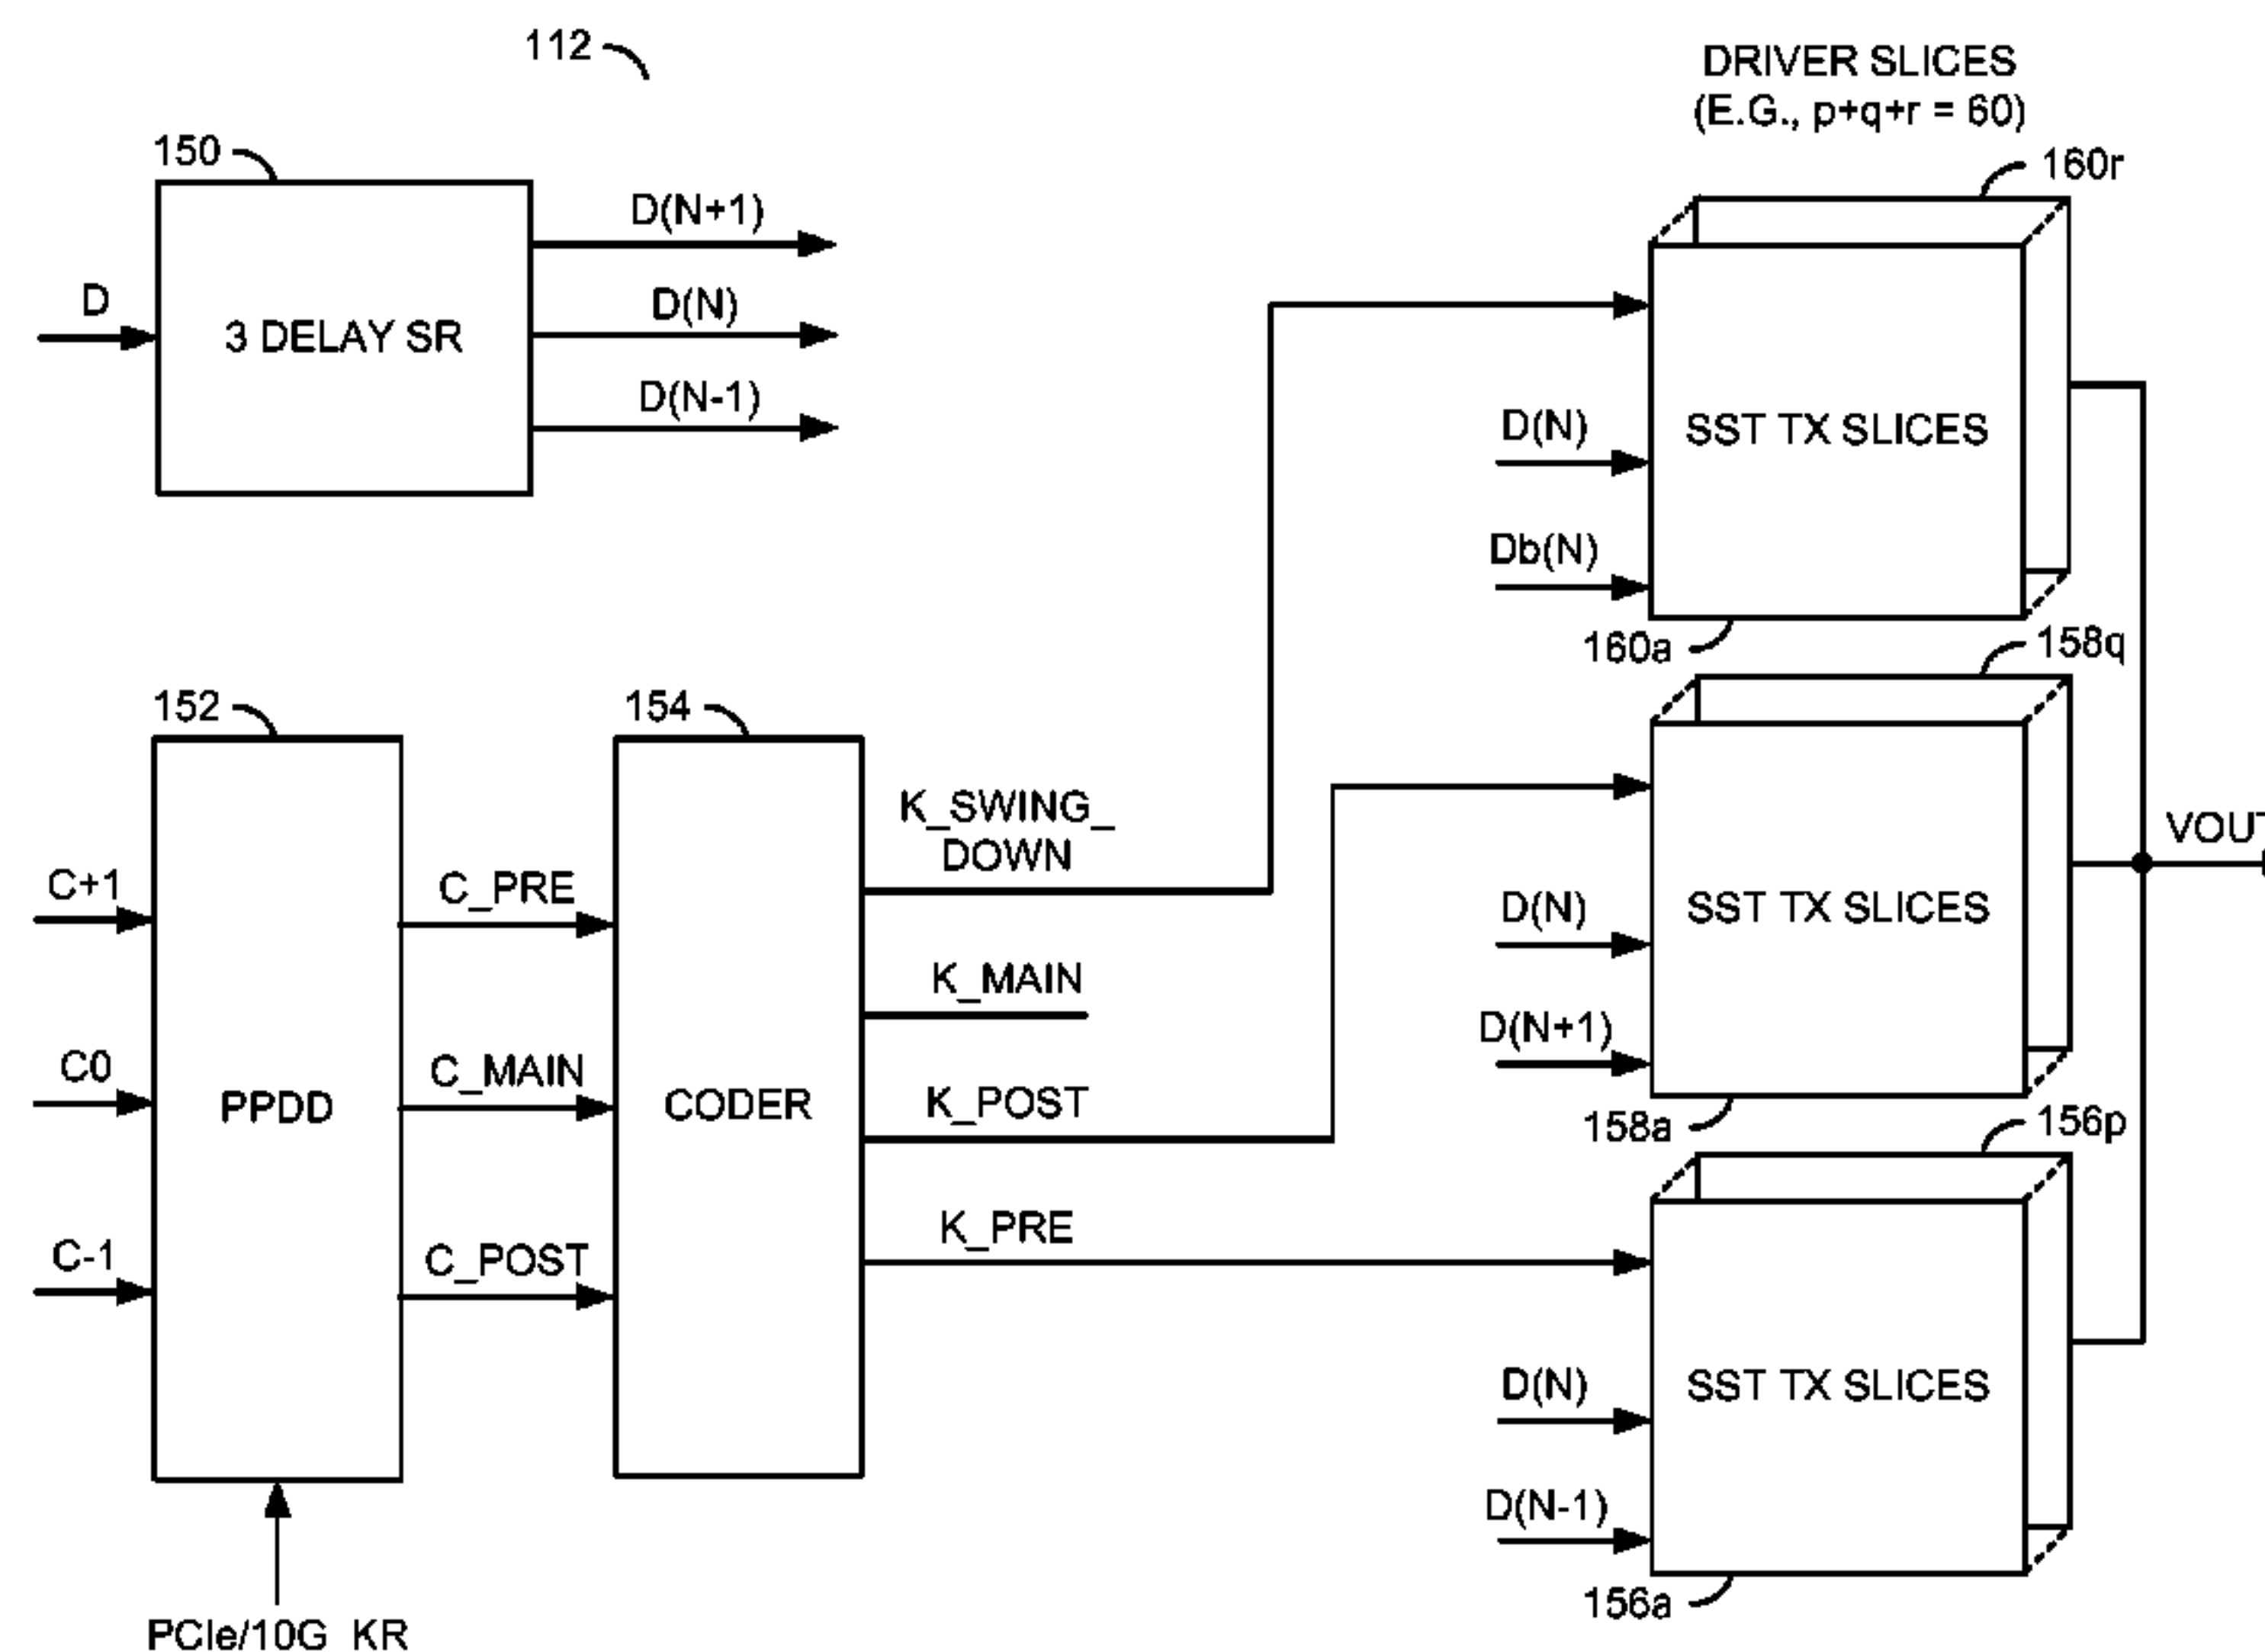 112
DRIVER SLICES
(E.G., p+q+r = 60)
150
160r
D(N+1)
D
3 DELAY SR
D(N)
D(N-1)
D(N)
SST TX SLICES
Db(N)
160a
158q
152
154
K_SWING_
DOWN
VOUT
C+1
C_PRE
D(N)
SST TX SLICES
K_MAIN
D(N+1)
C0
C_MAIN
PPDD
CODER
K_POST
158a
156p
C-1
C_POST
K_PRE
D(N)
SST TX SLICES
D(N-1)
156a
PCIe/10G_KR